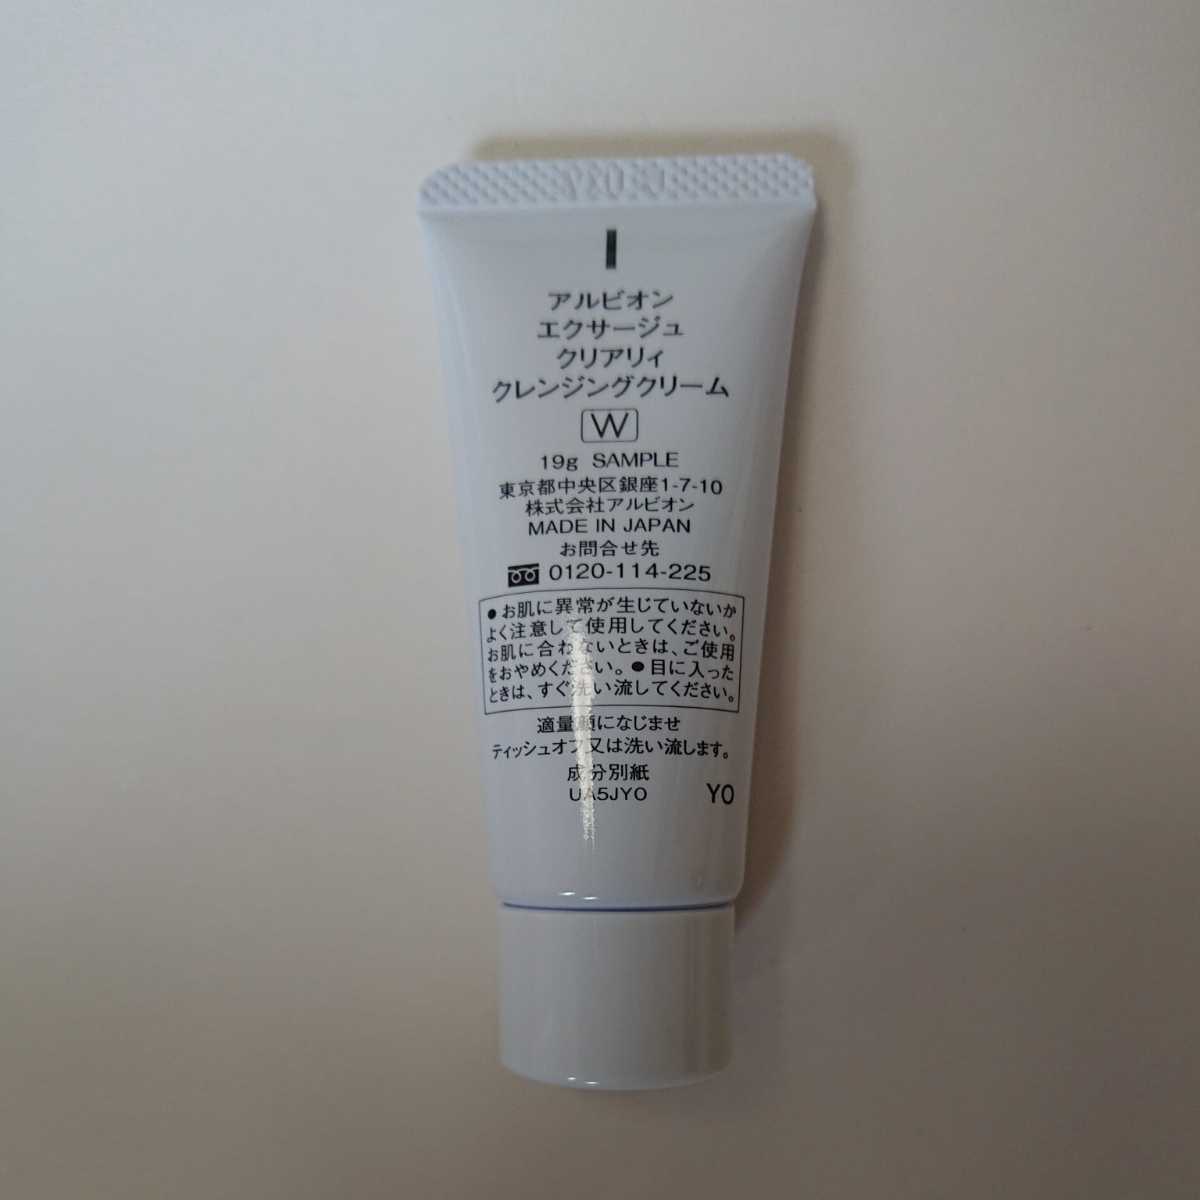 アルビオン
エクサージュ
クリアリィ
クレンジングクリーム
W
19g SAMPLE
東京都中央区銀座1-7-10
株式会社アルビオン
MADE IN JAPAN
お問合せ先
0120-114-225
●お肌に異常が生じていないか
よく注意して使用してください。
お肌に合わないときは、ご使用
をおやめください。●目に入った
ときは、すぐ洗い流してください。
適量顔になじませ
ティッシュオフ又は洗い流します。
成分別紙
UA5JYO YO